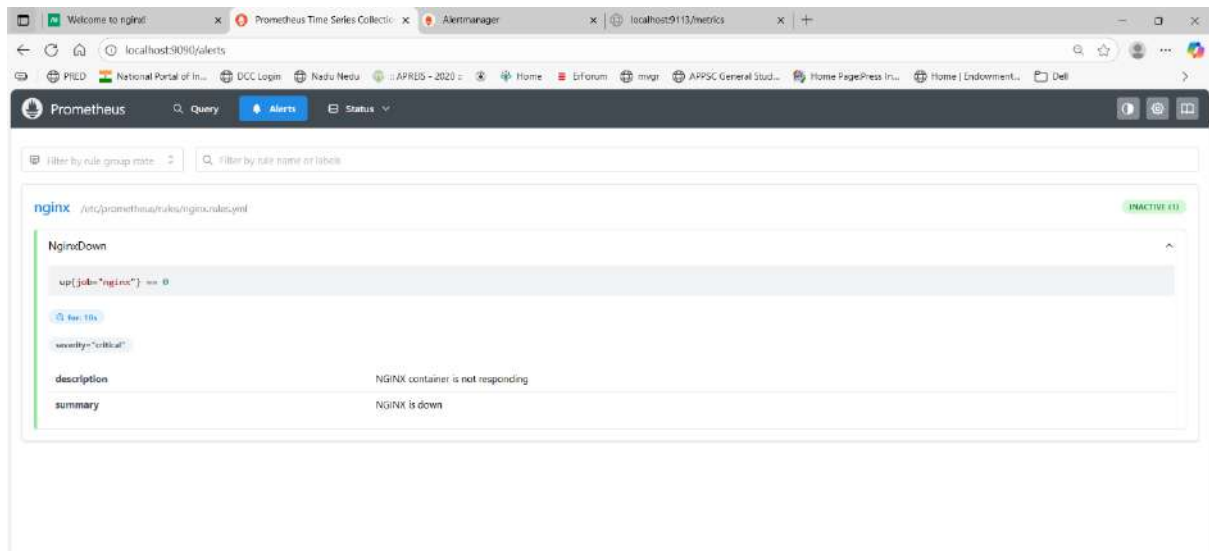 Welcome to nginx!
Prometheus Time Series Collectio
Alertmanager
localhost:9113/metrics
localhost:9090/alerts
PRED
National Portal of In...
DCC Login
Nadu Nedu
:: APREIS - 2020 ::
Home
Erforum
mvgr
APPSC General Stud...
Home Page:Press In...
Home | Endowment...
Dell
Prometheus
Query
Alerts
Status
Filter by rule group state
Filter by rule name or labels
nginx /etc/prometheus/rules/nginx.rules.yml
INACTIVE (1)
NginxDown
up{job="nginx"} == 0
for: 10s
severity="critical"
description NGINX container is not responding
summary NGINX is down